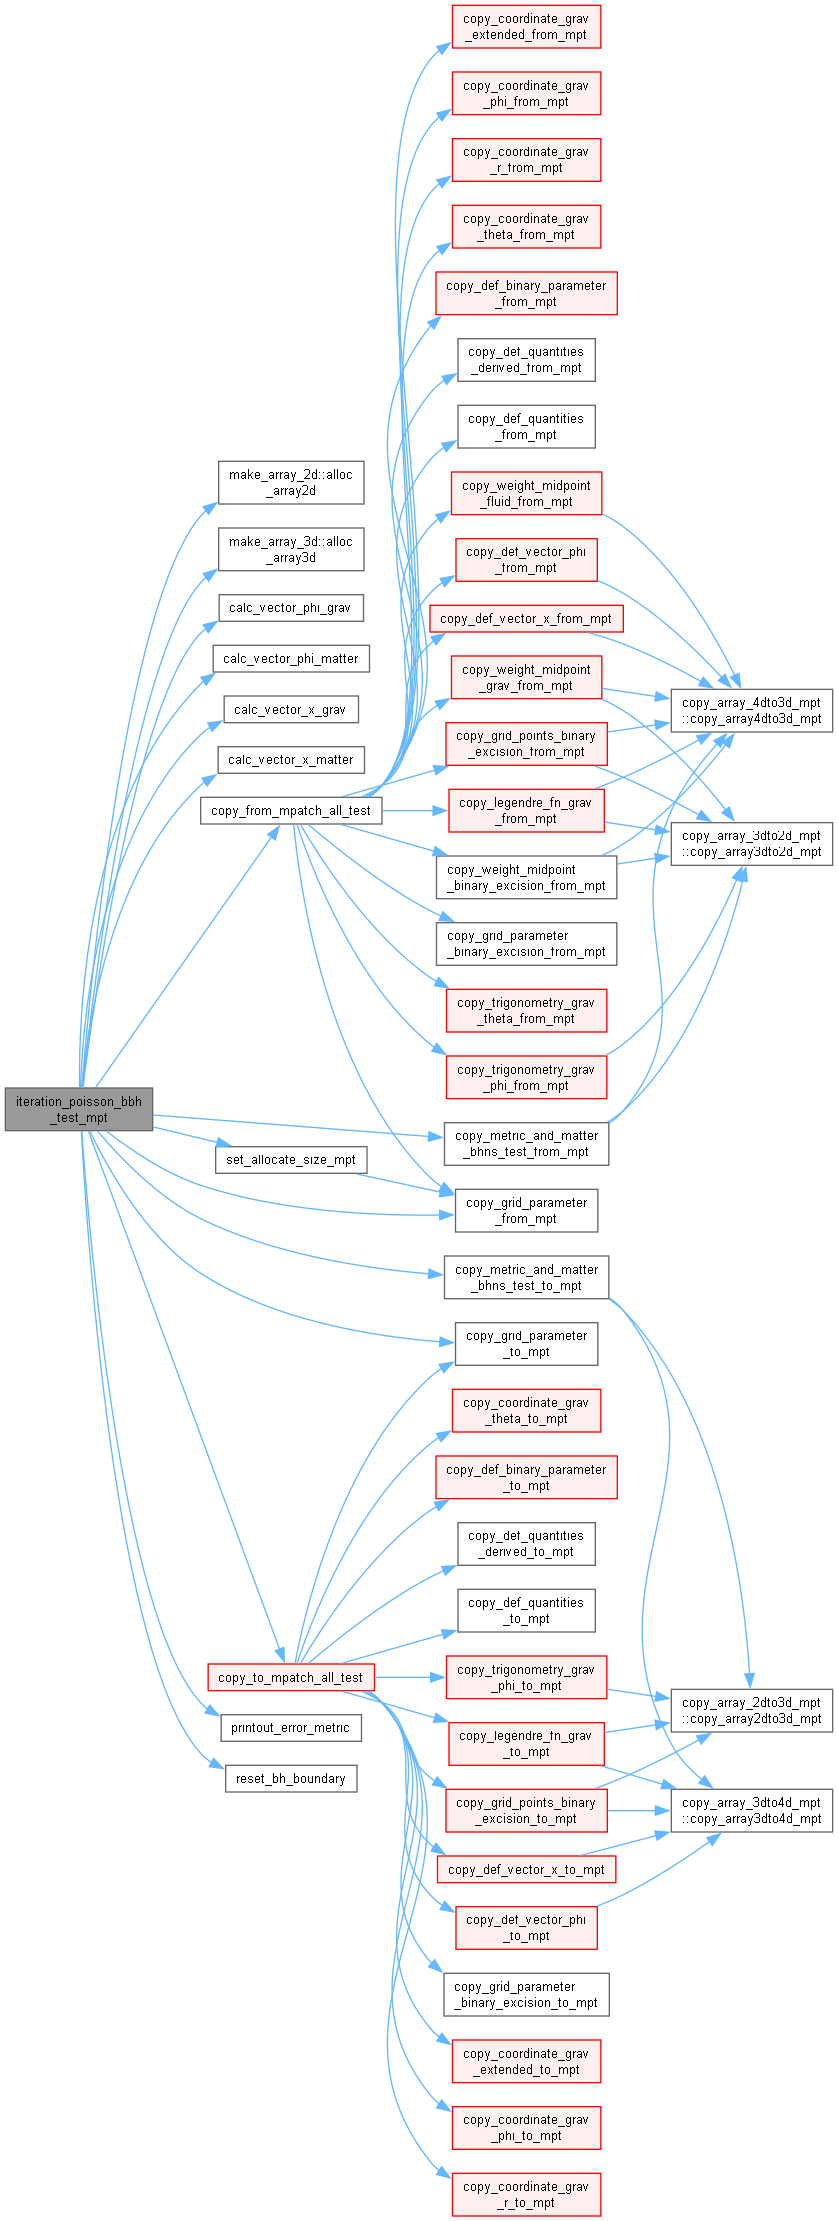 copy_coordinate_grav
_extended_from_mpt
copy_coordinate_grav
_phi_from_mpt
copy_coordinate_grav
_r_from_mpt
copy_coordinate_grav
_theta_from_mpt
copy_def_binary_parameter
_from_mpt
copy_def_quantities
_derived_from_mpt
copy_def_quantities
_from_mpt
make_array_2d::alloc
_array2d
copy_weight_midpoint
_fluid_from_mpt
make_array_3d::alloc
_array3d
copy_def_vector_phi
_from_mpt
calc_vector_phi_grav
copy_def_vector_x_from_mpt
calc_vector_phi_matter
copy_weight_midpoint
_grav_from_mpt
calc_vector_x_grav
copy_array_4dto3d_mpt
::copy_array4dto3d_mpt
copy_grid_points_binary
_excision_from_mpt
calc_vector_x_matter
copy_from_mpatch_all_test
copy_legendre_fn_grav
_from_mpt
copy_array_3dto2d_mpt
::copy_array3dto2d_mpt
copy_weight_midpoint
_binary_excision_from_mpt
copy_grid_parameter
_binary_excision_from_mpt
copy_trigonometry_grav
_theta_from_mpt
copy_trigonometry_grav
_phi_from_mpt
iteration_poisson_bbh
_test_mpt
copy_metric_and_matter
_bhns_test_from_mpt
set_allocate_size_mpt
copy_grid_parameter
_from_mpt
copy_metric_and_matter
_bhns_test_to_mpt
copy_grid_parameter
_to_mpt
copy_coordinate_grav
_theta_to_mpt
copy_def_binary_parameter
_to_mpt
copy_def_quantities
_derived_to_mpt
copy_def_quantities
_to_mpt
copy_to_mpatch_all_test
copy_trigonometry_grav
_phi_to_mpt
copy_array_2dto3d_mpt
::copy_array2dto3d_mpt
printout_error_metric
copy_legendre_fn_grav
_to_mpt
reset_bh_boundary
copy_grid_points_binary
_excision_to_mpt
copy_array_3dto4d_mpt
::copy_array3dto4d_mpt
copy_def_vector_x_to_mpt
copy_def_vector_phi
_to_mpt
copy_grid_parameter
_binary_excision_to_mpt
copy_coordinate_grav
_extended_to_mpt
copy_coordinate_grav
_phi_to_mpt
copy_coordinate_grav
_r_to_mpt